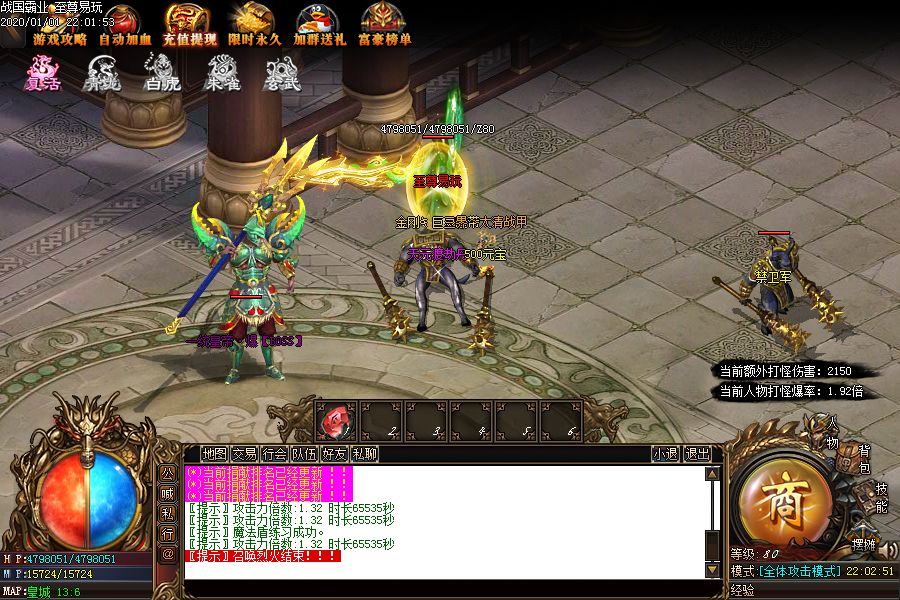 战国霸业-至尊易玩
2020/01/01 22:01:53
游戏攻略 自动加血 充值提现 限时永久 加群送礼 富豪榜单
复活 青龙 白虎 朱雀 玄武
4798051/4798051/Z80
至尊易玩
500元宝
禁卫军
当前额外打怪伤害：2150
当前人物打怪爆率：1.92倍
2. 3. 4. 5. 6.
地图 交易 行会 队伍 好友 私聊 小退 退出
公
喊
私
行
@
(*)当前捐献排名已经更新！！！
(*)当前捐献排名已经更新！！！
(*)当前捐献排名已经更新！！！
〖提示〗攻击力倍数:1.32 时长65535秒
〖提示〗攻击力倍数:1.32 时长65535秒
〖提示〗魔法盾练习成功。
〖提示〗攻击力倍数:1.32 时长65535秒
〖提示〗召唤烈火结束！！！
HP:4798051/4798051
MP:15724/15724
MAP:皇城 13:6
人物
背包
技能
商
摆摊
等级: 80
模式:[全体攻击模式] 22:02:51
经验